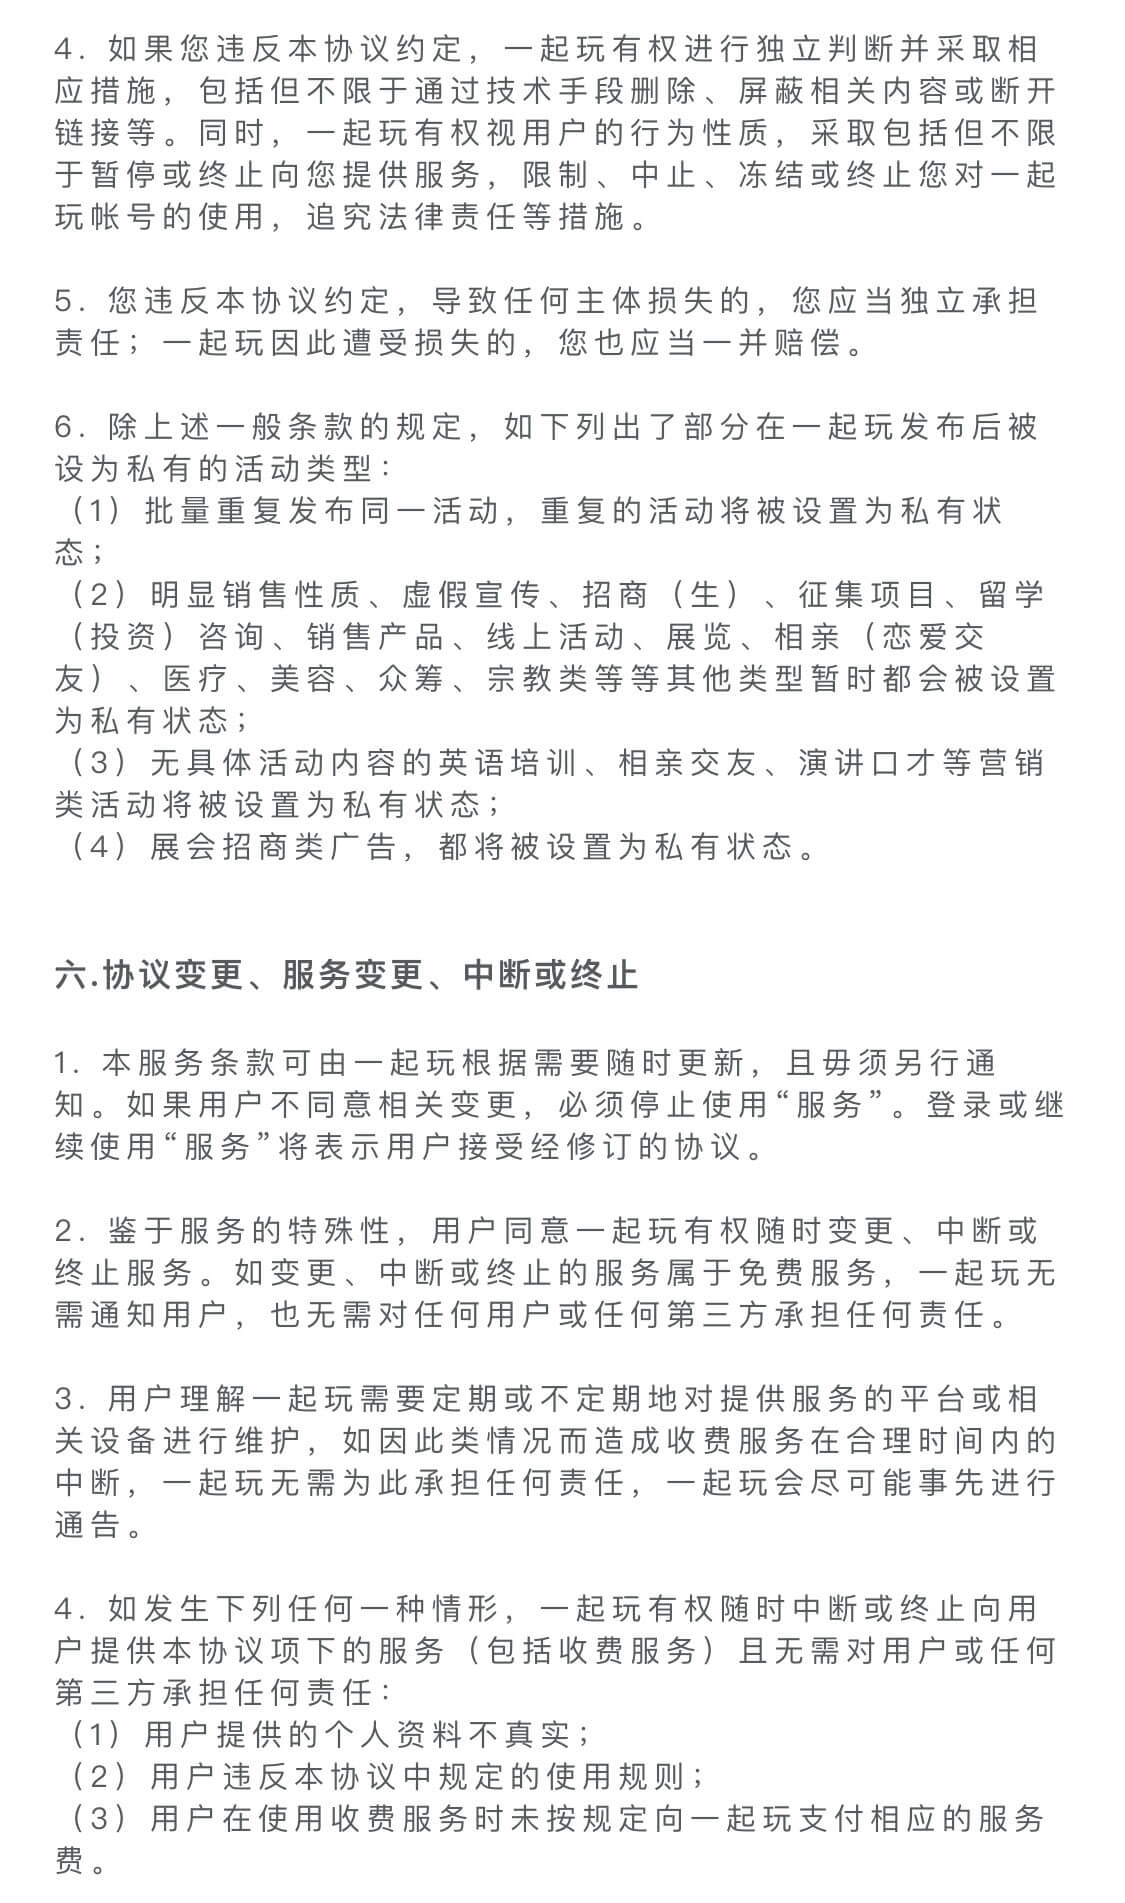 4. 如果您违反本协议约定，一起玩有权进行独立判断并采取相
应措施，包括但不限于通过技术手段删除、屏蔽相关内容或断开
链接等。同时，一起玩有权视用户的行为性质，采取包括但不限
于暂停或终止向您提供服务，限制、中止、冻结或终止您对一起
玩帐号的使用，追究法律责任等措施。
5. 您违反本协议约定，导致任何主体损失的，您应当独立承担
责任；一起玩因此遭受损失的，您也应当一并赔偿。
6. 除上述一般条款的规定，如下列出了部分在一起玩发布后被
设为私有的活动类型：
（1）批量重复发布同一活动，重复的活动将被设置为私有状
态；
（2）明显销售性质、虚假宣传、招商（生）、征集项目、留学
（投资）咨询、销售产品、线上活动、展览、相亲（恋爱交
友）、医疗、美容、众筹、宗教类等等其他类型暂时都会被设置
为私有状态；
（3）无具体活动内容的英语培训、相亲交友、演讲口才等营销
类活动将被设置为私有状态；
（4）展会招商类广告，都将被设置为私有状态。
六.协议变更、服务变更、中断或终止
1. 本服务条款可由一起玩根据需要随时更新，且毋须另行通
知。如果用户不同意相关变更，必须停止使用“服务”。登录或继
续使用“服务”将表示用户接受经修订的协议。
2. 鉴于服务的特殊性，用户同意一起玩有权随时变更、中断或
终止服务。如变更、中断或终止的服务属于免费服务，一起玩无
需通知用户，也无需对任何用户或任何第三方承担任何责任。
3. 用户理解一起玩需要定期或不定期地对提供服务的平台或相
关设备进行维护，如因此类情况而造成收费服务在合理时间内的
中断，一起玩无需为此承担任何责任，一起玩会尽可能事先进行
通告。
4. 如发生下列任何一种情形，一起玩有权随时中断或终止向用
户提供本协议项下的服务（包括收费服务）且无需对用户或任何
第三方承担任何责任：
（1）用户提供的个人资料不真实；
（2）用户违反本协议中规定的使用规则；
（3）用户在使用收费服务时未按规定向一起玩支付相应的服务
费。